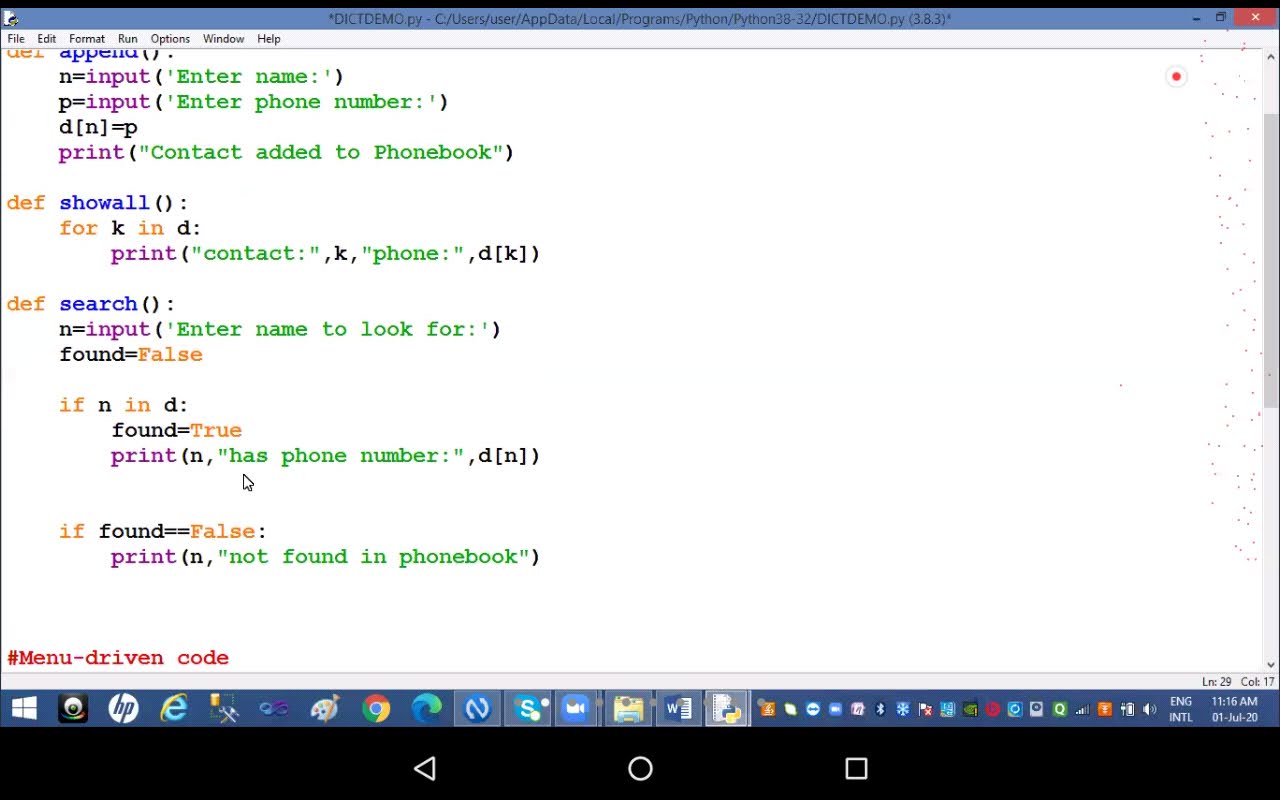 *DICTDEMO.py - C:/Users/user/AppData/Local/Programs/Python/Python38-32/DICTDEMO.py (3.8.3)*
File Edit Format Run Options Window Help
def append():
    n=input('Enter name:')
    p=input('Enter phone number:')
    d[n]=p
    print("Contact added to Phonebook")
def showall():
    for k in d:
        print("contact:",k,"phone:",d[k])
def search():
    n=input('Enter name to look for:')
    found=False
    if n in d:
        found=True
        print(n,"has phone number:",d[n])
    if found==False:
        print(n,"not found in phonebook")
#Menu-driven code
Ln: 29 Col: 17
ENG 11:16 AM
INTL 01-Jul-20